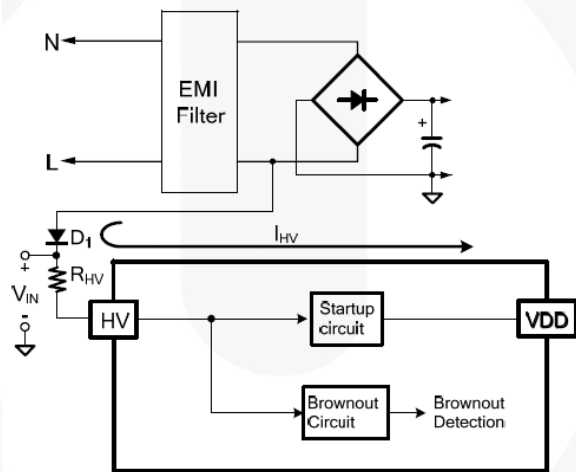 N
EMI
Filter
+
L
D1
IHV
+
RHV
VIN
-
HV
Startup
circuit
VDD
Brownout
Circuit
Brownout
Detection